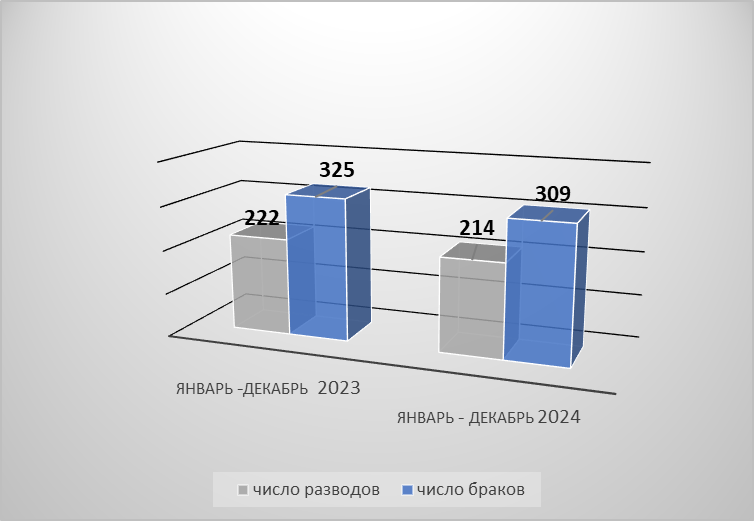 325
222
309
214
ЯНВАРЬ -ДЕКАБРЬ 2023
ЯНВАРЬ - ДЕКАБРЬ 2024
число разводов число браков